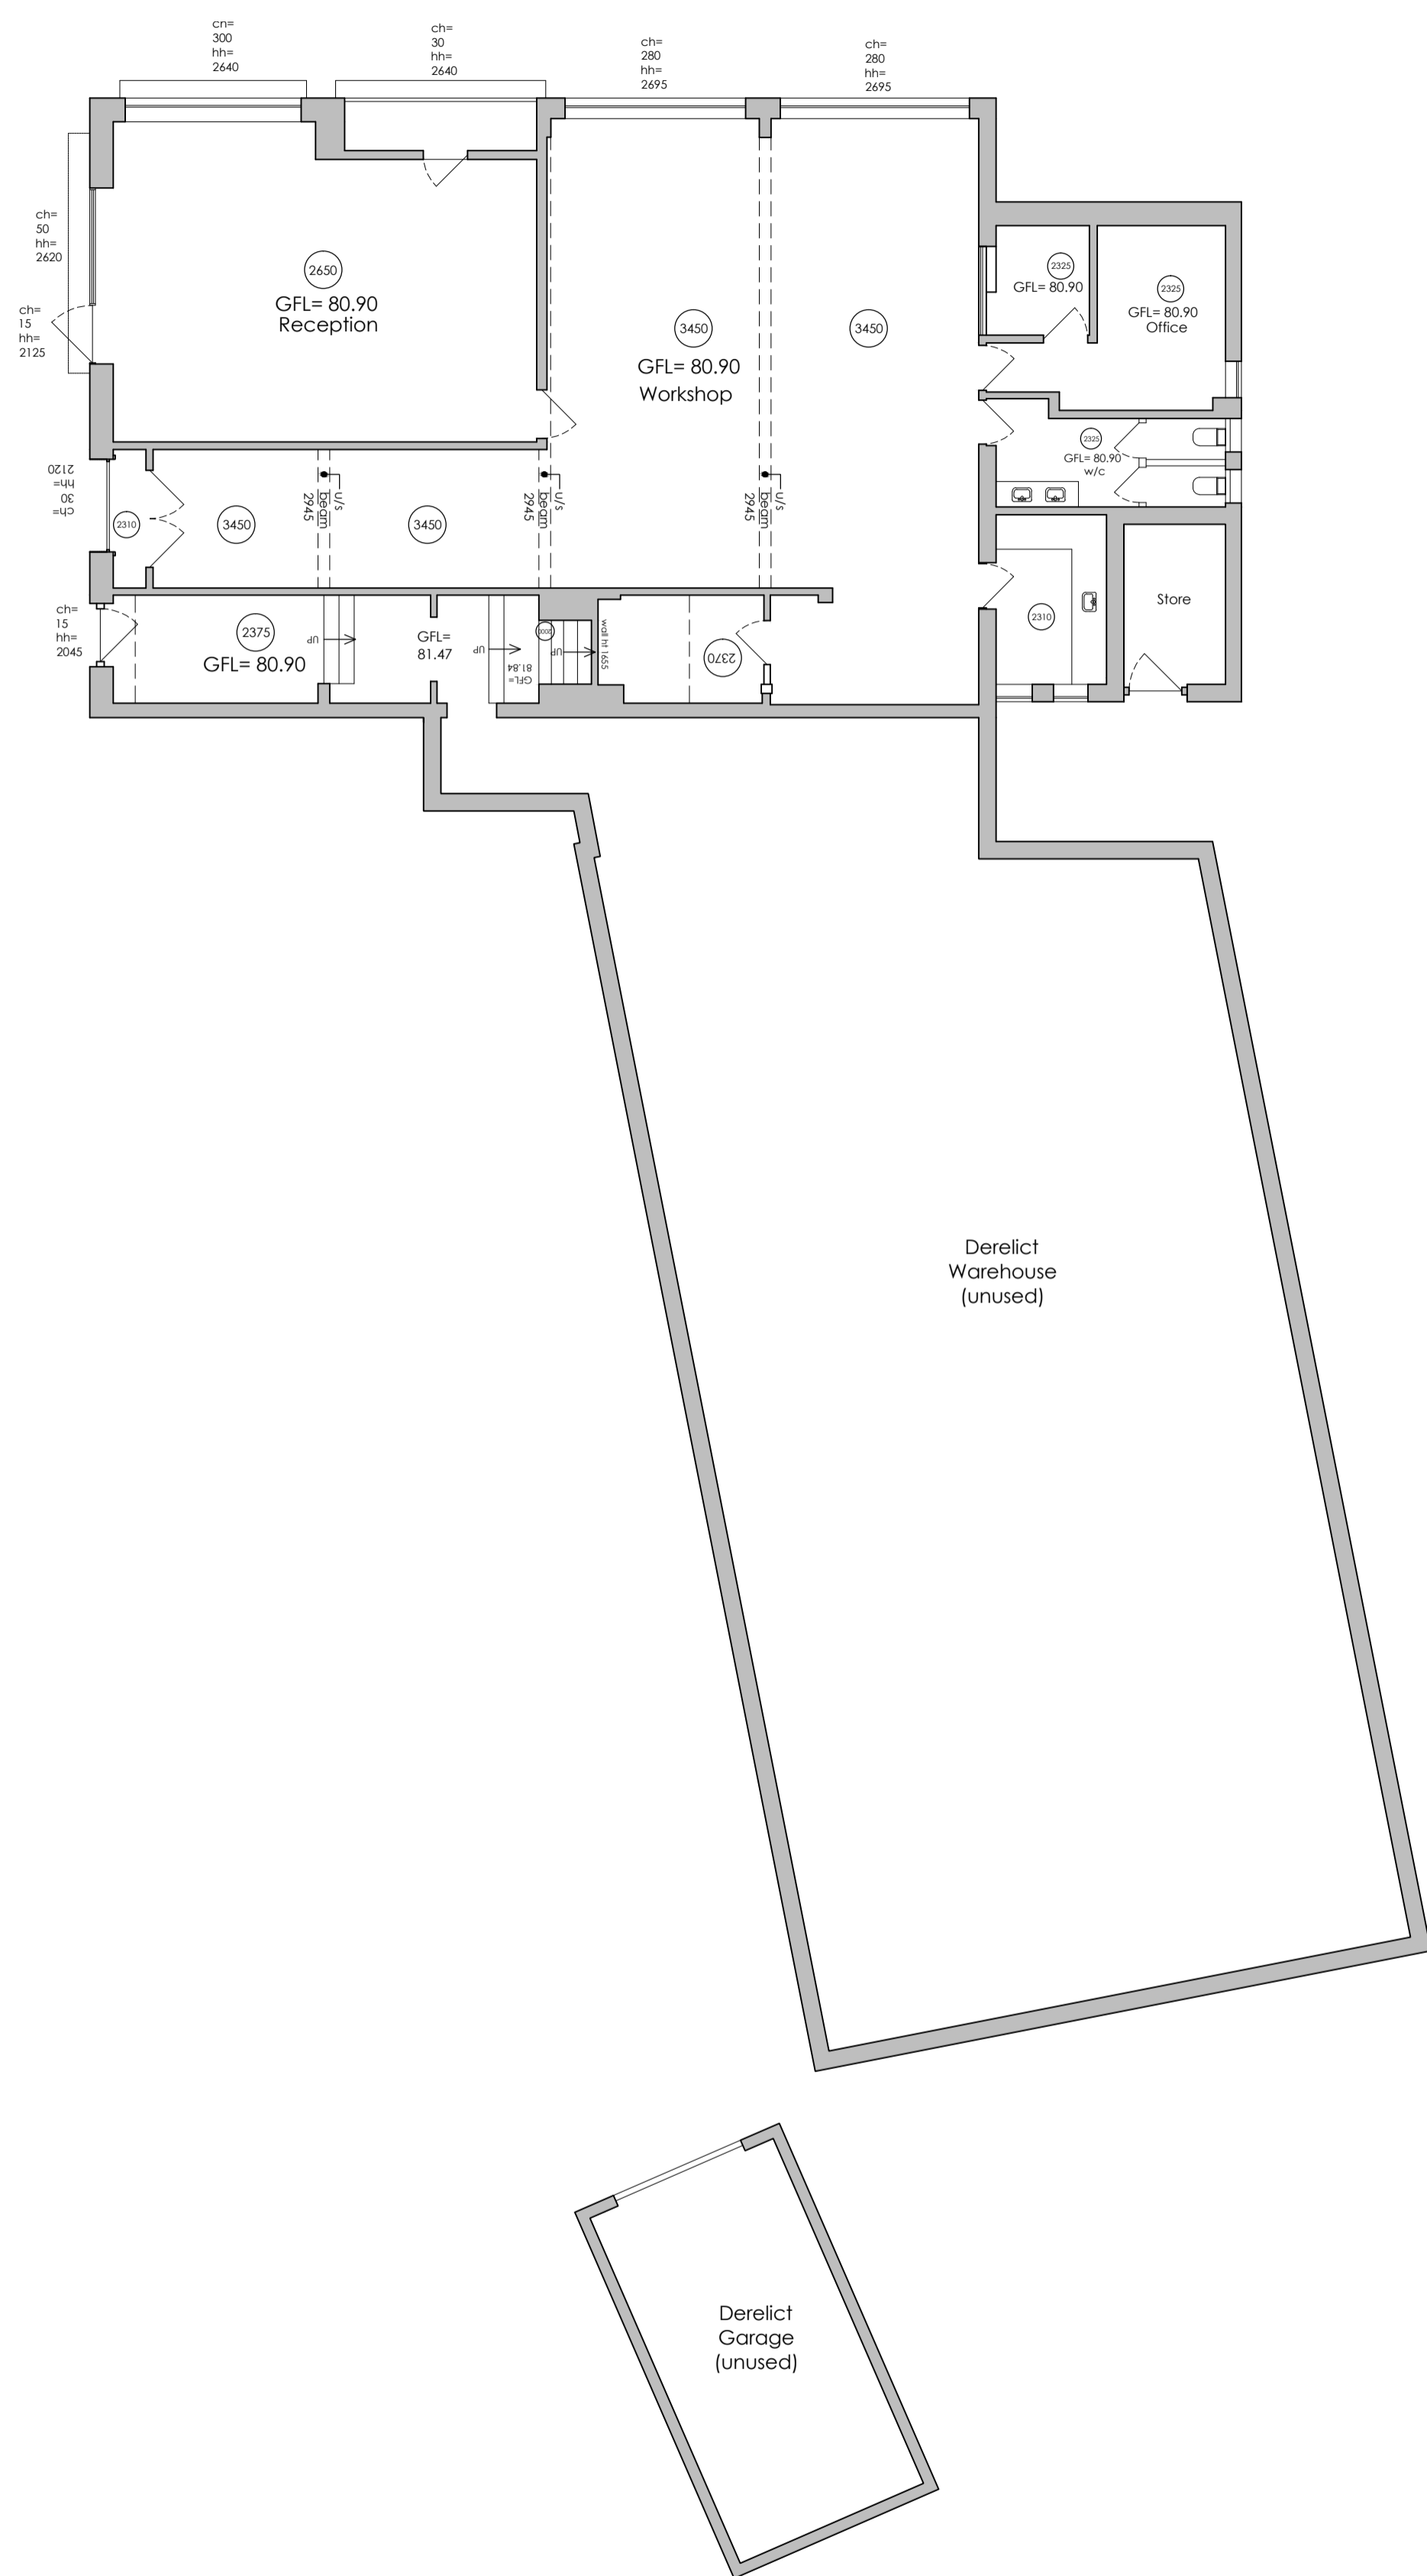 cn=
300
hh=
2640
ch=
30
hh=
2640
ch=
280
hh=
2695
ch=
280
hh=
2695
ch=
50
hh=
2620
ch=
15
hh=
2125
2650
GFL= 80.90
Reception
3450
GFL= 80.90
Workshop
3450
2325
GFL= 80.90
2325
GFL= 80.90
Office
2325
GFL= 80.90
w/c
ch=
30
hh=
2120
2310
3450
u/s
beam
2945
3450
u/s
beam
2945
u/s
beam
2945
ch=
15
hh=
2045
2375
GFL= 80.90
UP
GFL=
81.47
UP
GFL=
81.84
2000
UP
wall ht 1655
2370
2310
Store
Derelict
Warehouse
(unused)
Derelict
Garage
(unused)